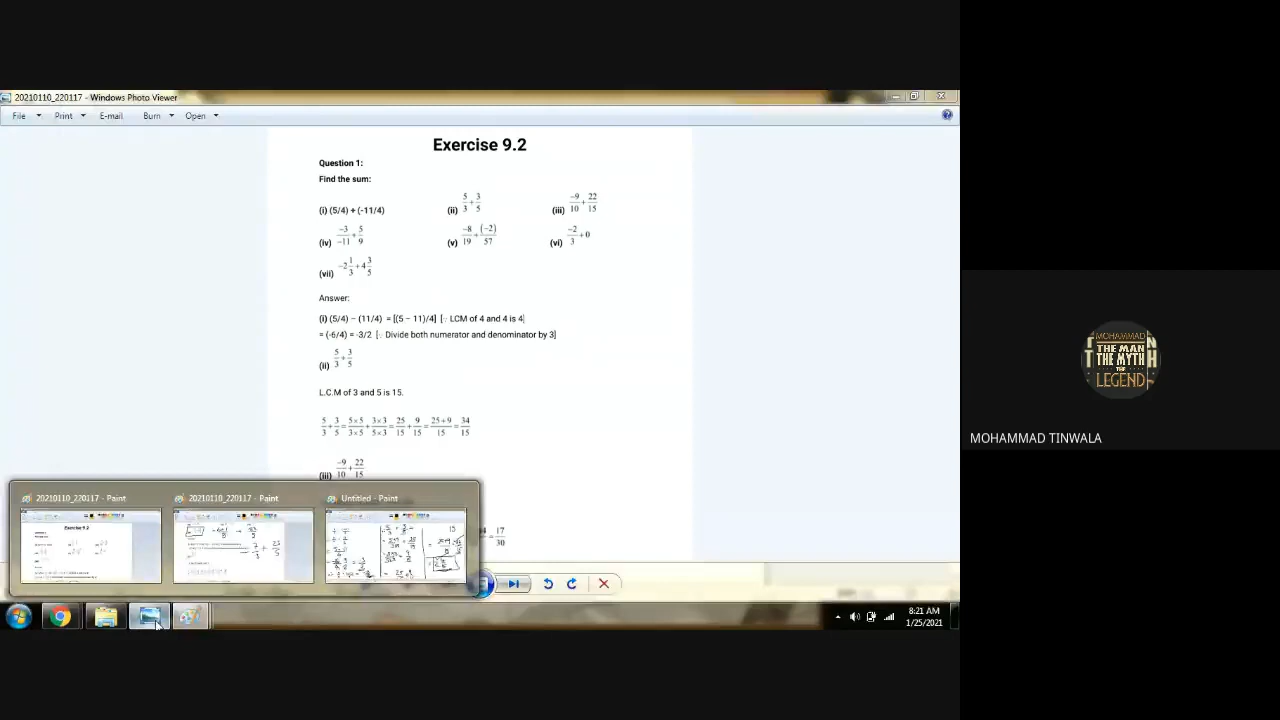 20210110_220117 - Windows Photo Viewer
File Print E-mail Burn Open
Exercise 9.2
Question 1:
Find the sum:
(i) (5/4) + (-11/4) (ii) 5/3 + 3/5 (iii) -9/10 + 22/15
(iv) -3/-11 + 5/9 (v) -8/19 + (-2)/57 (vi) -2/3 + 0
(vii) -2 1/3 + 4 3/5
Answer:
(i) (5/4) − (11/4) = [(5 − 11)/4] [∵ LCM of 4 and 4 is 4]
= (-6/4) = -3/2 [∵ Divide both numerator and denominator by 3]
(ii) 5/3 + 3/5
L.C.M of 3 and 5 is 15.
5/3 + 3/5 = 5×5/3×5 + 3×3/5×3 = 25/15 + 9/15 = 25+9/15 = 34/15
(iii) -9/10 + 22/15
= 17/30
20210110_220117 - Paint 20210110_220117 - Paint Untitled - Paint
Exercise 9.2
8:21 AM
1/25/2021
MOHAMMAD
THE MAN
THE MYTH
THE
LEGEND
MOHAMMAD TINWALA